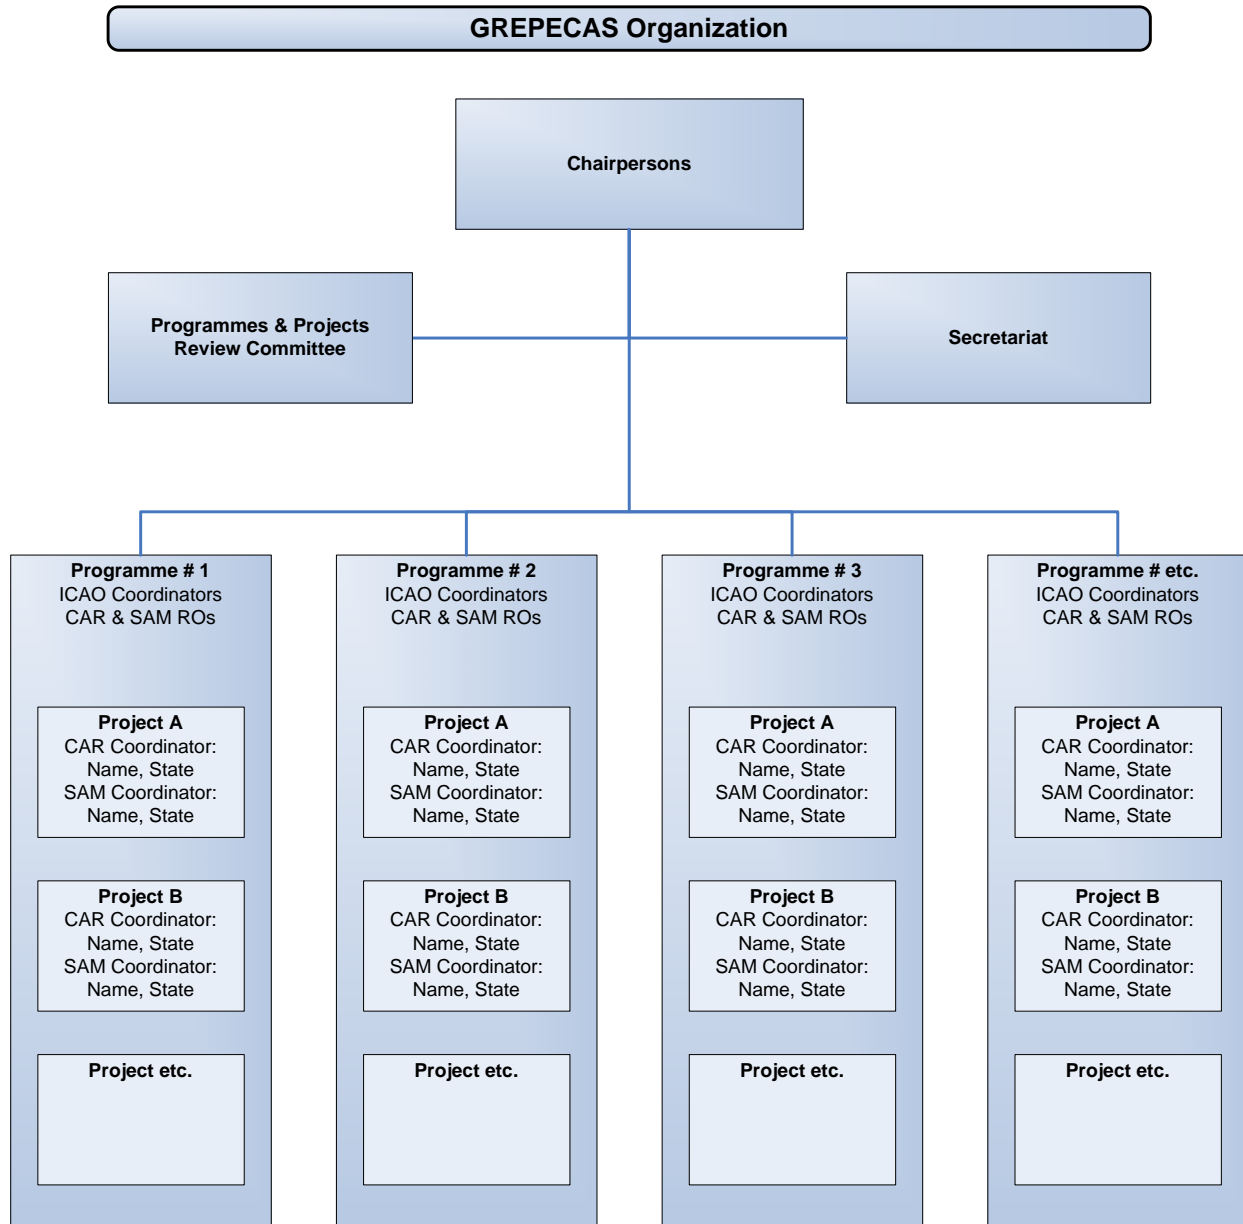 GREPECAS Organization
Chairpersons
Programmes & Projects
Review Committee
Secretariat
Programme # 1
ICAO Coordinators
CAR & SAM ROs
Project A
CAR Coordinator:
Name, State
SAM Coordinator:
Name, State
Project B
CAR Coordinator:
Name, State
SAM Coordinator:
Name, State
Project etc.
Programme # 2
ICAO Coordinators
CAR & SAM ROs
Project A
CAR Coordinator:
Name, State
SAM Coordinator:
Name, State
Project B
CAR Coordinator:
Name, State
SAM Coordinator:
Name, State
Project etc.
Programme # 3
ICAO Coordinators
CAR & SAM ROs
Project A
CAR Coordinator:
Name, State
SAM Coordinator:
Name, State
Project B
CAR Coordinator:
Name, State
SAM Coordinator:
Name, State
Project etc.
Programme # etc.
ICAO Coordinators
CAR & SAM ROs
Project A
CAR Coordinator:
Name, State
SAM Coordinator:
Name, State
Project B
CAR Coordinator:
Name, State
SAM Coordinator:
Name, State
Project etc.